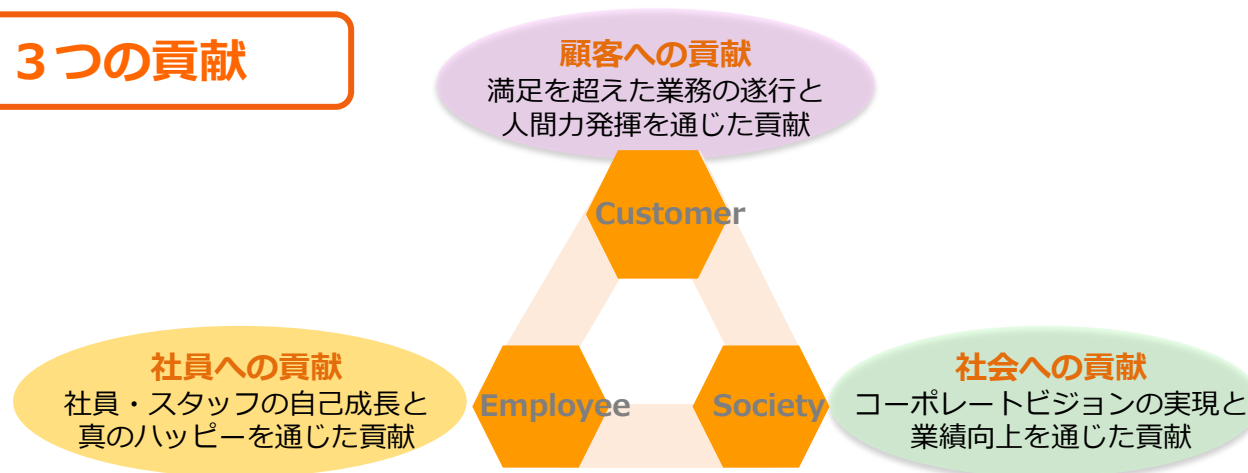 ３つの貢献
顧客への貢献
満足を超えた業務の遂行と
人間力発揮を通じた貢献
Customer
社員への貢献
社員・スタッフの自己成長と
真のハッピーを通じた貢献
Employee
Society
社会への貢献
コーポレートビジョンの実現と
業績向上を通じた貢献